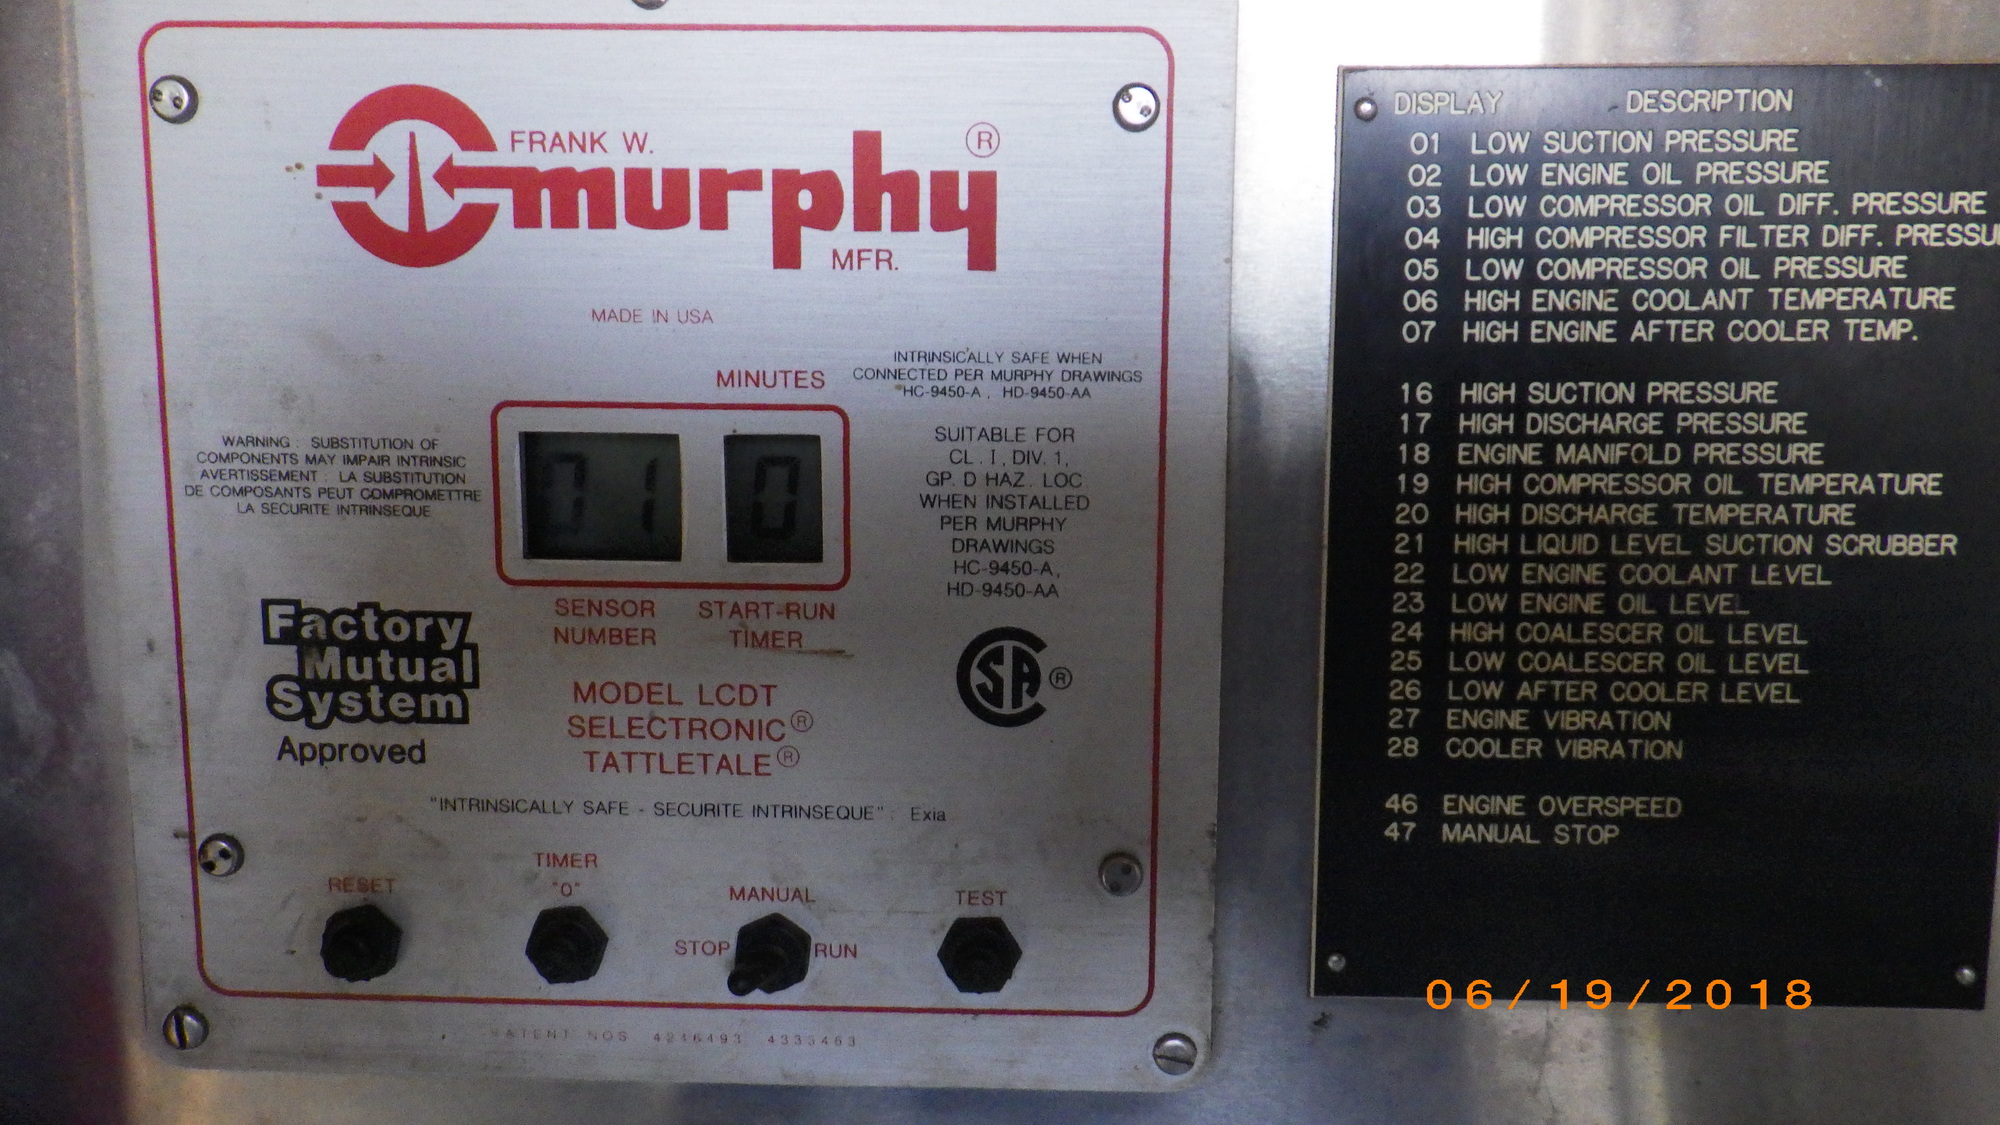 FRANK W.
murphy ®
MFR.
MADE IN USA
MINUTES
INTRINSICALLY SAFE WHEN
CONNECTED PER MURPHY DRAWINGS
HC-9450-A , HD-9450-AA
WARNING : SUBSTITUTION OF
COMPONENTS MAY IMPAIR INTRINSIC
AVERTISSEMENT : LA SUBSTITUTION
DE COMPOSANTS PEUT COMPROMETTRE
LA SECURITE INTRINSEQUE
01 0
SUITABLE FOR
CL . I , DIV. 1,
GP. D HAZ. LOC.
WHEN INSTALLED
PER MURPHY
DRAWINGS
HC-9450-A,
HD-9450-AA
SENSOR NUMBER
START-RUN TIMER
Factory
Mutual
System
Approved
MODEL LCDT
SELECTRONIC®
TATTLETALE®
SA ®
"INTRINSICALLY SAFE - SECURITE INTRINSEQUE" : Exia
RESET
TIMER
"0"
MANUAL
STOP RUN
TEST
PATENT NOS 4246493 4333463
DISPLAY DESCRIPTION
01 LOW SUCTION PRESSURE
02 LOW ENGINE OIL PRESSURE
03 LOW COMPRESSOR OIL DIFF. PRESSURE
04 HIGH COMPRESSOR FILTER DIFF. PRESSU
05 LOW COMPRESSOR OIL PRESSURE
06 HIGH ENGINE COOLANT TEMPERATURE
07 HIGH ENGINE AFTER COOLER TEMP.
16 HIGH SUCTION PRESSURE
17 HIGH DISCHARGE PRESSURE
18 ENGINE MANIFOLD PRESSURE
19 HIGH COMPRESSOR OIL TEMPERATURE
20 HIGH DISCHARGE TEMPERATURE
21 HIGH LIQUID LEVEL SUCTION SCRUBBER
22 LOW ENGINE COOLANT LEVEL
23 LOW ENGINE OIL LEVEL
24 HIGH COALESCER OIL LEVEL
25 LOW COALESCER OIL LEVEL
26 LOW AFTER COOLER LEVEL
27 ENGINE VIBRATION
28 COOLER VIBRATION
46 ENGINE OVERSPEED
47 MANUAL STOP
06/19/2018